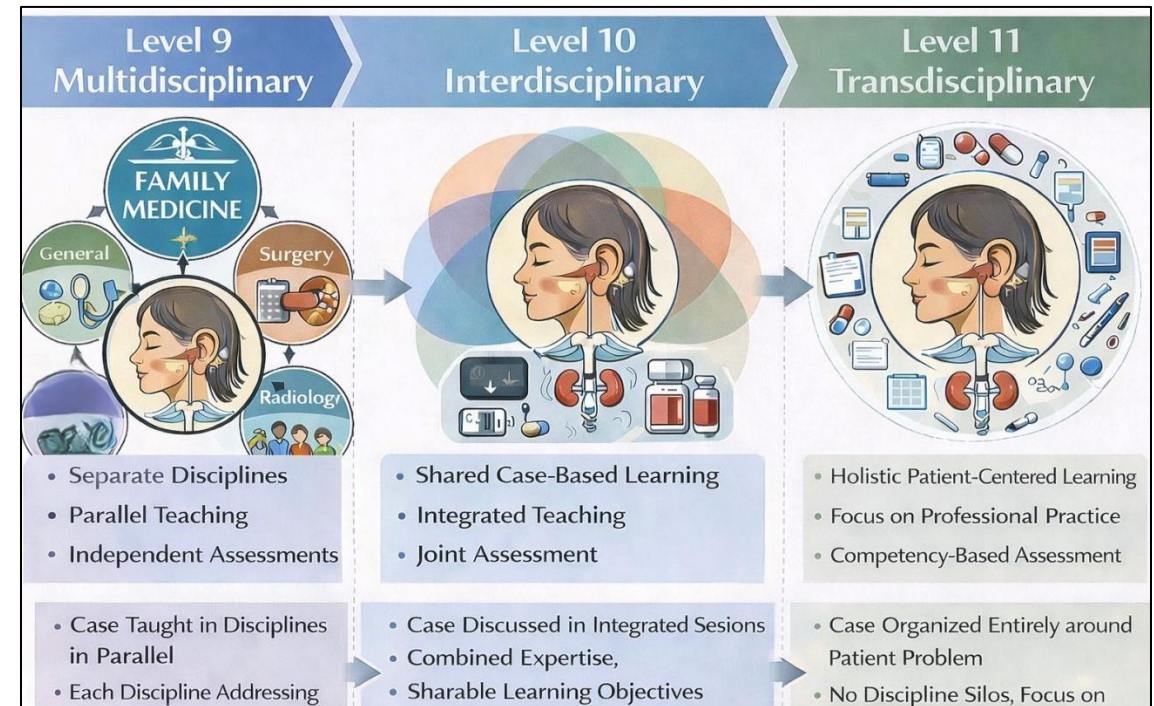 Level 9
Multidisciplinary
Level 10
Interdisciplinary
Level 11
Transdisciplinary
FAMILY
MEDICINE
General
Surgery
Radiology
• Separate Disciplines
• Parallel Teaching
• Independent Assessments
• Shared Case-Based Learning
• Integrated Teaching
• Joint Assessment
• Holistic Patient-Centered Learning
• Focus on Professional Practice
• Competency-Based Assessment
• Case Taught in Disciplines
in Parallel
• Each Discipline Addressing
• Case Discussed in Integrated Sesions
• Combined Expertise,
• Sharable Learning Objectives
• Case Organized Entirely around
Patient Problem
• No Discipline Silos, Focus on